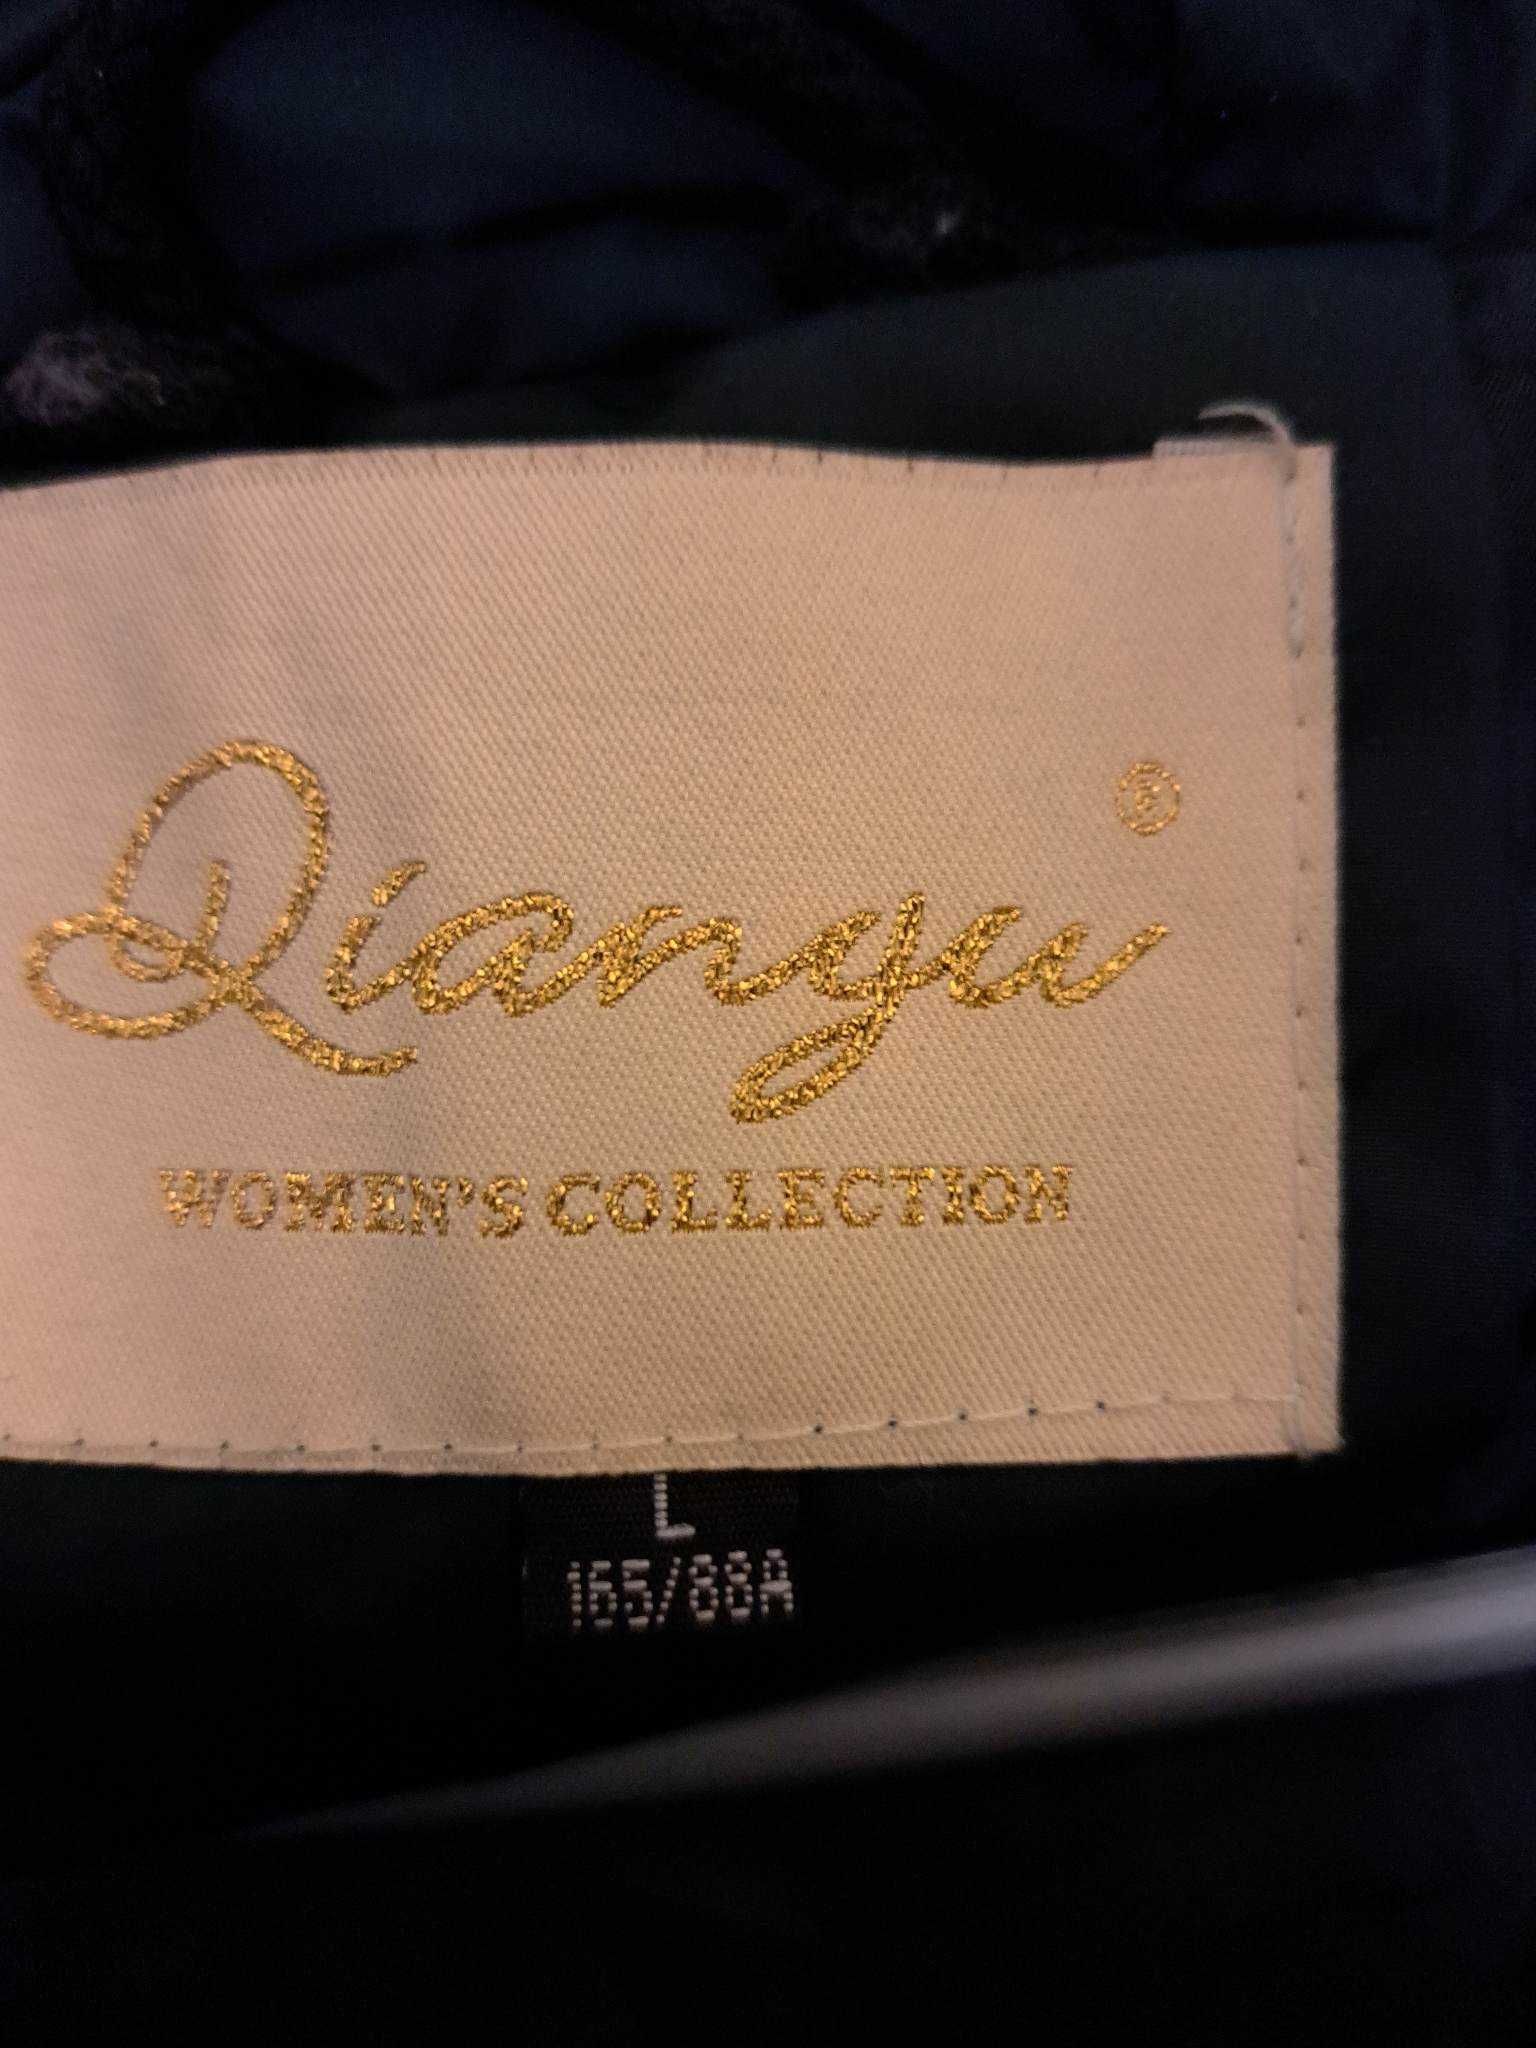 Qianyu ®
WOMEN'S COLLECTION
L
165/88A